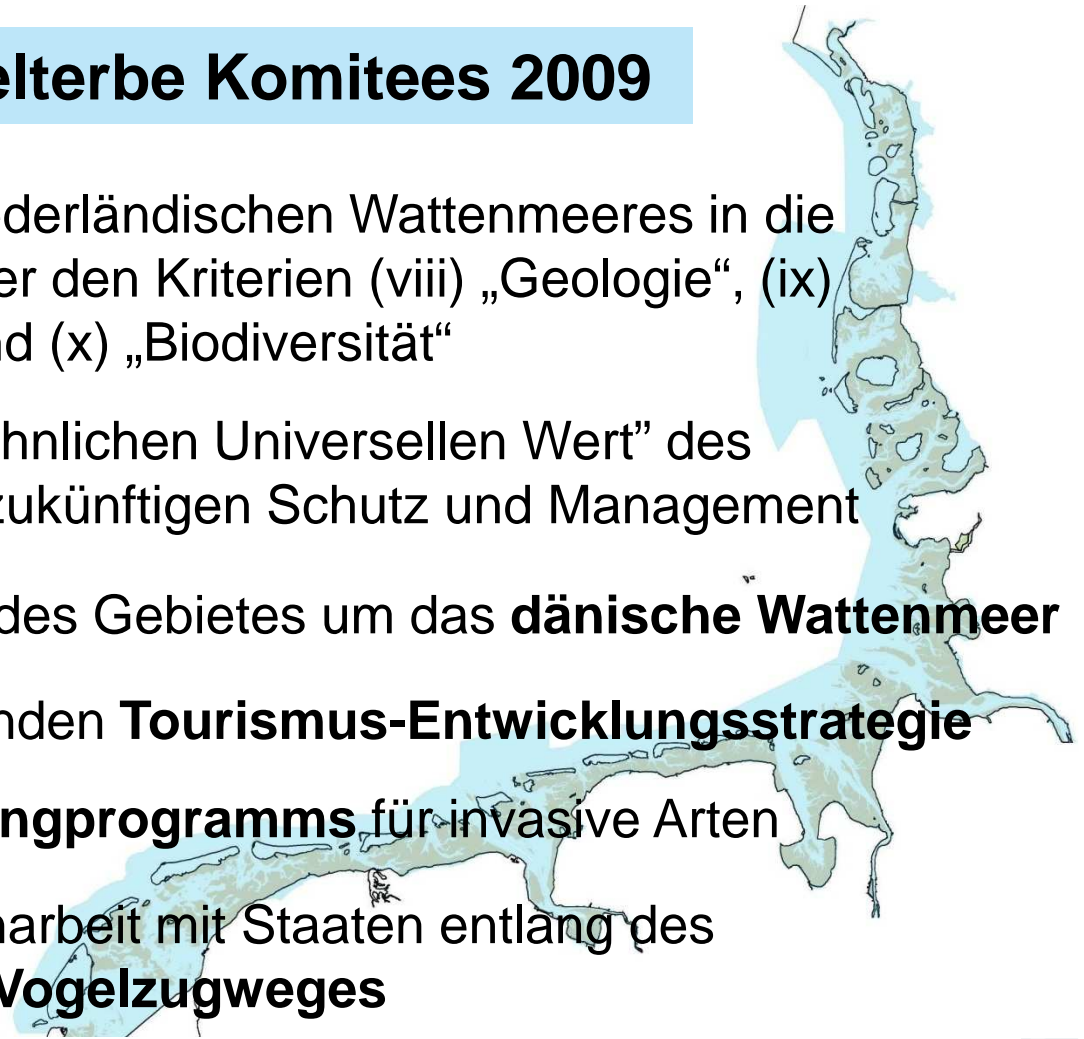 elterbe Komitees 2009
derländischen Wattenmeeres in die
er den Kriterien (viii) „Geologie“, (ix)
nd (x) „Biodiversität“
hnlichen Universellen Wert” des
zukünftigen Schutz und Management
des Gebietes um das dänische Wattenmeer
nden Tourismus-Entwicklungsstrategie
ngprogramms für invasive Arten
narbeit mit Staaten entlang des
Vogelzugweges